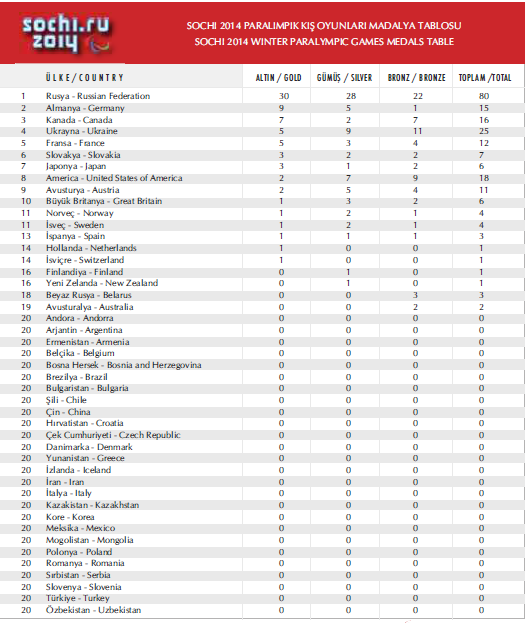 sochi.ru
2014
SOCHI 2014 PARALIMPIK KIŞ OYUNLARI MADALYA TABLOSU
SOCHI 2014 WINTER PARALYMPIC GAMES MEDALS TABLE
ÜLKE/COUNTRY ALTIN / GOLD GÜMÜŞ / SILVER BRONZ / BRONZE TOPLAM /TOTAL
1 Rusya - Russian Federation 30 28 22 80
2 Almanya - Germany 9 5 1 15
3 Kanada - Canada 7 2 7 16
4 Ukrayna - Ukraine 5 9 11 25
5 Fransa - France 5 3 4 12
6 Slovakya - Slovakia 3 2 2 7
7 Japonya - Japan 3 1 2 6
8 America - United States of America 2 7 9 18
9 Avusturya - Austria 2 5 4 11
10 Büyük Britanya - Great Britain 1 3 2 6
11 Norveç - Norway 1 2 1 4
11 İsveç - Sweden 1 2 1 4
13 İspanya - Spain 1 1 1 3
14 Hollanda - Netherlands 1 0 0 1
14 İsviçre - Switzerland 1 0 0 1
16 Finlandiya - Finland 0 1 0 1
16 Yeni Zelanda - New Zealand 0 1 0 1
18 Beyaz Rusya - Belarus 0 0 3 3
19 Avusturalya - Australia 0 0 2 2
20 Andora - Andorra 0 0 0 0
20 Arjantin - Argentina 0 0 0 0
20 Ermenistan - Armenia 0 0 0 0
20 Belçika - Belgium 0 0 0 0
20 Bosna Hersek - Bosnia and Herzegovina 0 0 0 0
20 Brezilya - Brazil 0 0 0 0
20 Bulgaristan - Bulgaria 0 0 0 0
20 Şili - Chile 0 0 0 0
20 Çin - China 0 0 0 0
20 Hırvatistan - Croatia 0 0 0 0
20 Çek Cumhuriyeti - Czech Republic 0 0 0 0
20 Danimarka - Denmark 0 0 0 0
20 Yunanistan - Greece 0 0 0 0
20 İzlanda - Iceland 0 0 0 0
20 İran - Iran 0 0 0 0
20 İtalya - Italy 0 0 0 0
20 Kazakistan - Kazakhstan 0 0 0 0
20 Kore - Korea 0 0 0 0
20 Meksika - Mexico 0 0 0 0
20 Mogolistan - Mongolia 0 0 0 0
20 Polonya - Poland 0 0 0 0
20 Romanya - Romania 0 0 0 0
20 Sırbistan - Serbia 0 0 0 0
20 Slovenya - Slovenia 0 0 0 0
20 Türkiye - Turkey 0 0 0 0
20 Özbekistan - Uzbekistan 0 0 0 0